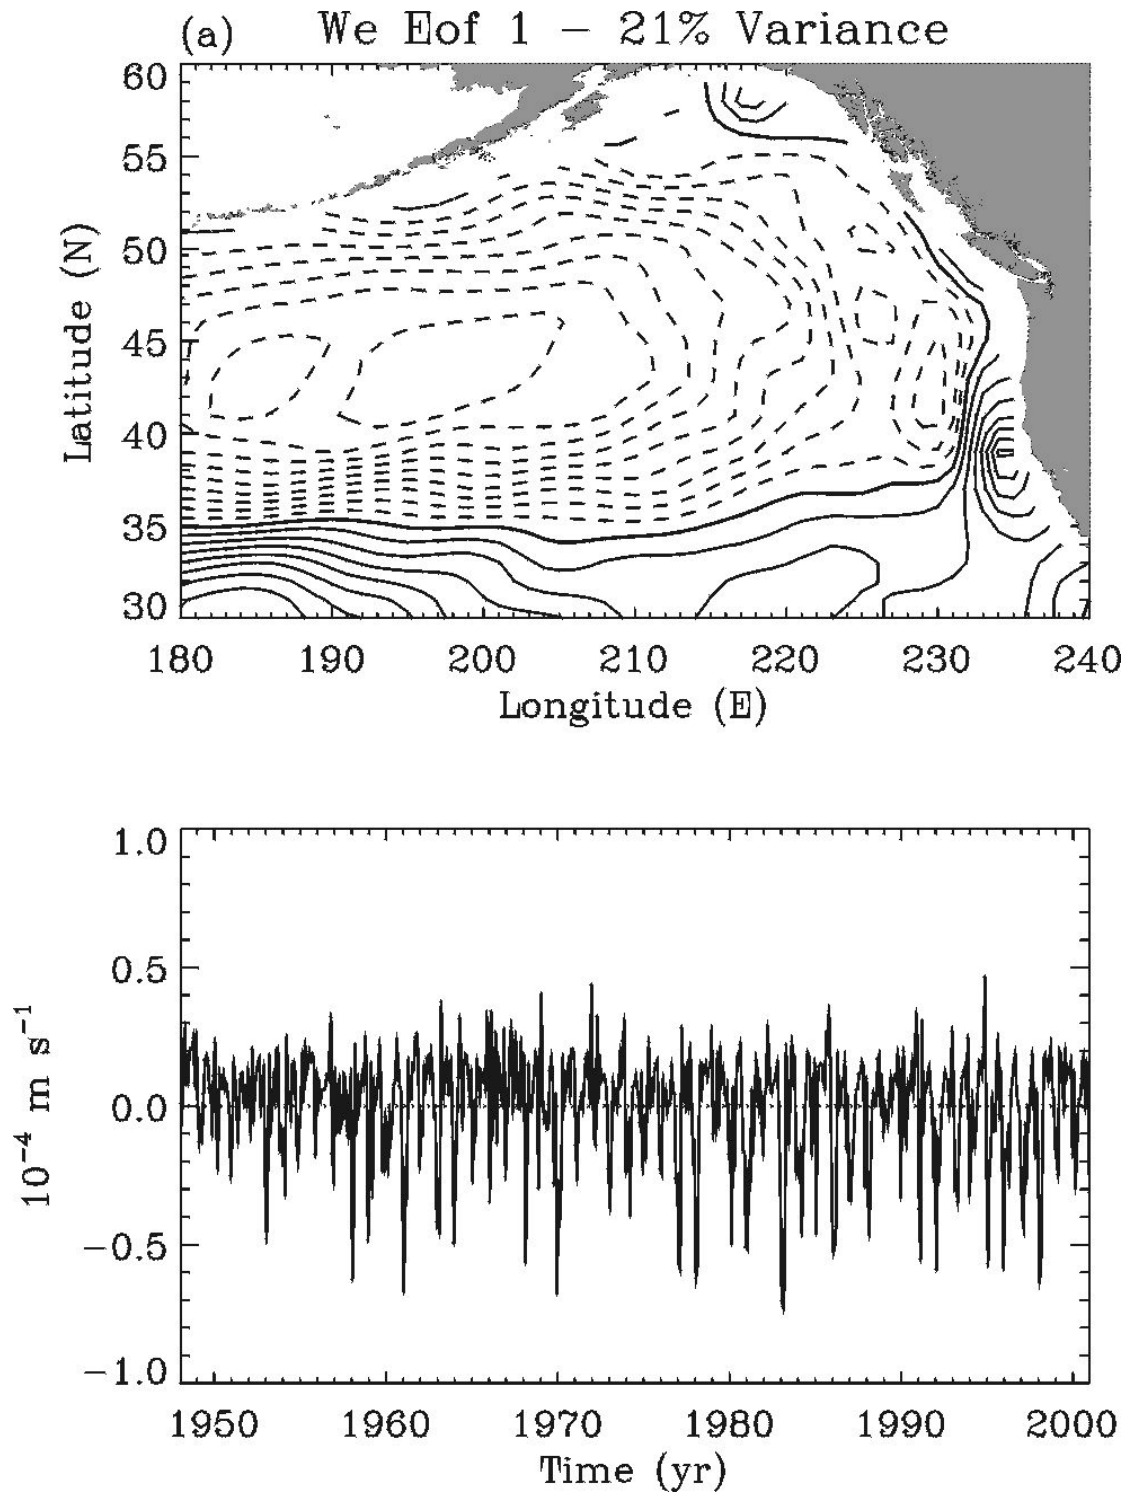 (a) We Eof 1 – 21% Variance
60
55
50
45
40
35
30
Latitude (N)
180 190 200 210 220 230 240
Longitude (E)
1.0
0.5
0.0
−0.5
−1.0
10⁻⁴ m s⁻¹
1950 1960 1970 1980 1990 2000
Time (yr)